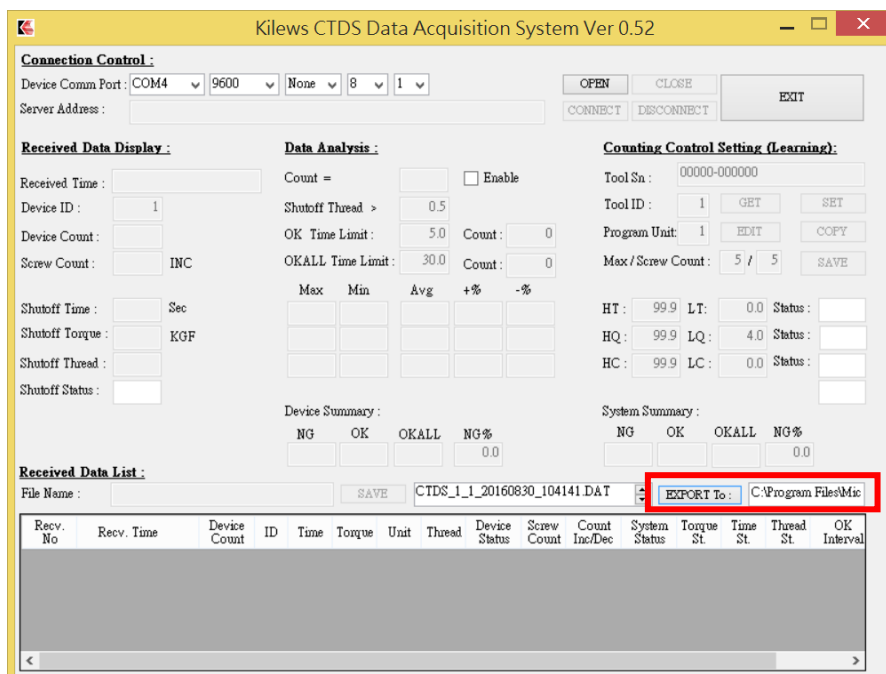 Kilews CTDS Data Acquisition System Ver 0.52
Connection Control :
Device Comm Port : COM4 9600 None 8 1 OPEN CLOSE EXIT
Server Address : CONNECT DISCONNECT
Received Data Display : Data Analysis : Counting Control Setting (Learning):
Received Time : Count = Enable Tool Sn : 00000-000000
Device ID : 1 Shutoff Thread > 0.5 Tool ID : 1 GET SET
Device Count : OK Time Limit : 5.0 Count : 0 Program Unit: 1 EDIT COPY
Screw Count : INC OKALL Time Limit : 30.0 Count : 0 Max / Screw Count : 5 / 5 SAVE
Max Min Avg +% -%
Shutoff Time : Sec HT : 99.9 LT: 0.0 Status :
Shutoff Torque : KGF HQ : 99.9 LQ : 4.0 Status :
Shutoff Thread : HC : 99.9 LC : 0.0 Status :
Shutoff Status :
Device Summary : System Summary :
NG OK OKALL NG% NG OK OKALL NG%
0.0 0.0
Received Data List :
File Name : SAVE CTDS_1_1_20160830_104141.DAT EXPORT To : C:\Program Files\Mic
Recv. No Recv. Time Device Count ID Time Torque Unit Thread Device Status Screw Count Count Inc/Dec System Status Torque St. Time St. Thread St. OK Interval